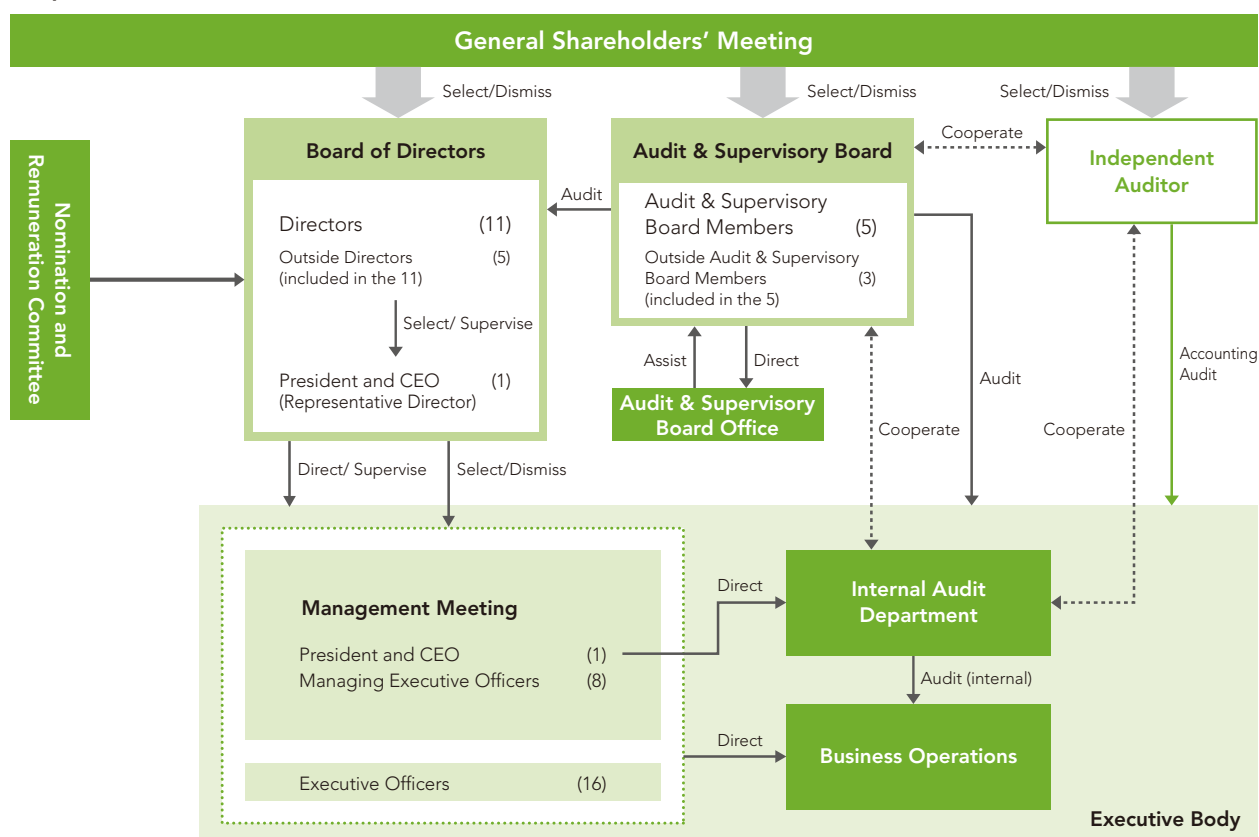 General Shareholders’ Meeting
Select/Dismiss
Select/Dismiss
Select/Dismiss
Nomination and
Remuneration Committee
Board of Directors
Directors (11)
Outside Directors (5)
(included in the 11)
Select/ Supervise
President and CEO (1)
(Representative Director)
Audit
Audit & Supervisory Board
Audit & Supervisory
Board Members (5)
Outside Audit & Supervisory
Board Members (3)
(included in the 5)
Cooperate
Independent
Auditor
Assist
Direct
Audit & Supervisory
Board Office
Audit
Accounting
Audit
Cooperate
Cooperate
Direct/ Supervise
Select/Dismiss
Management Meeting
President and CEO (1)
Managing Executive Officers (8)
Executive Officers (16)
Direct
Internal Audit
Department
Audit (internal)
Direct
Business Operations
Executive Body